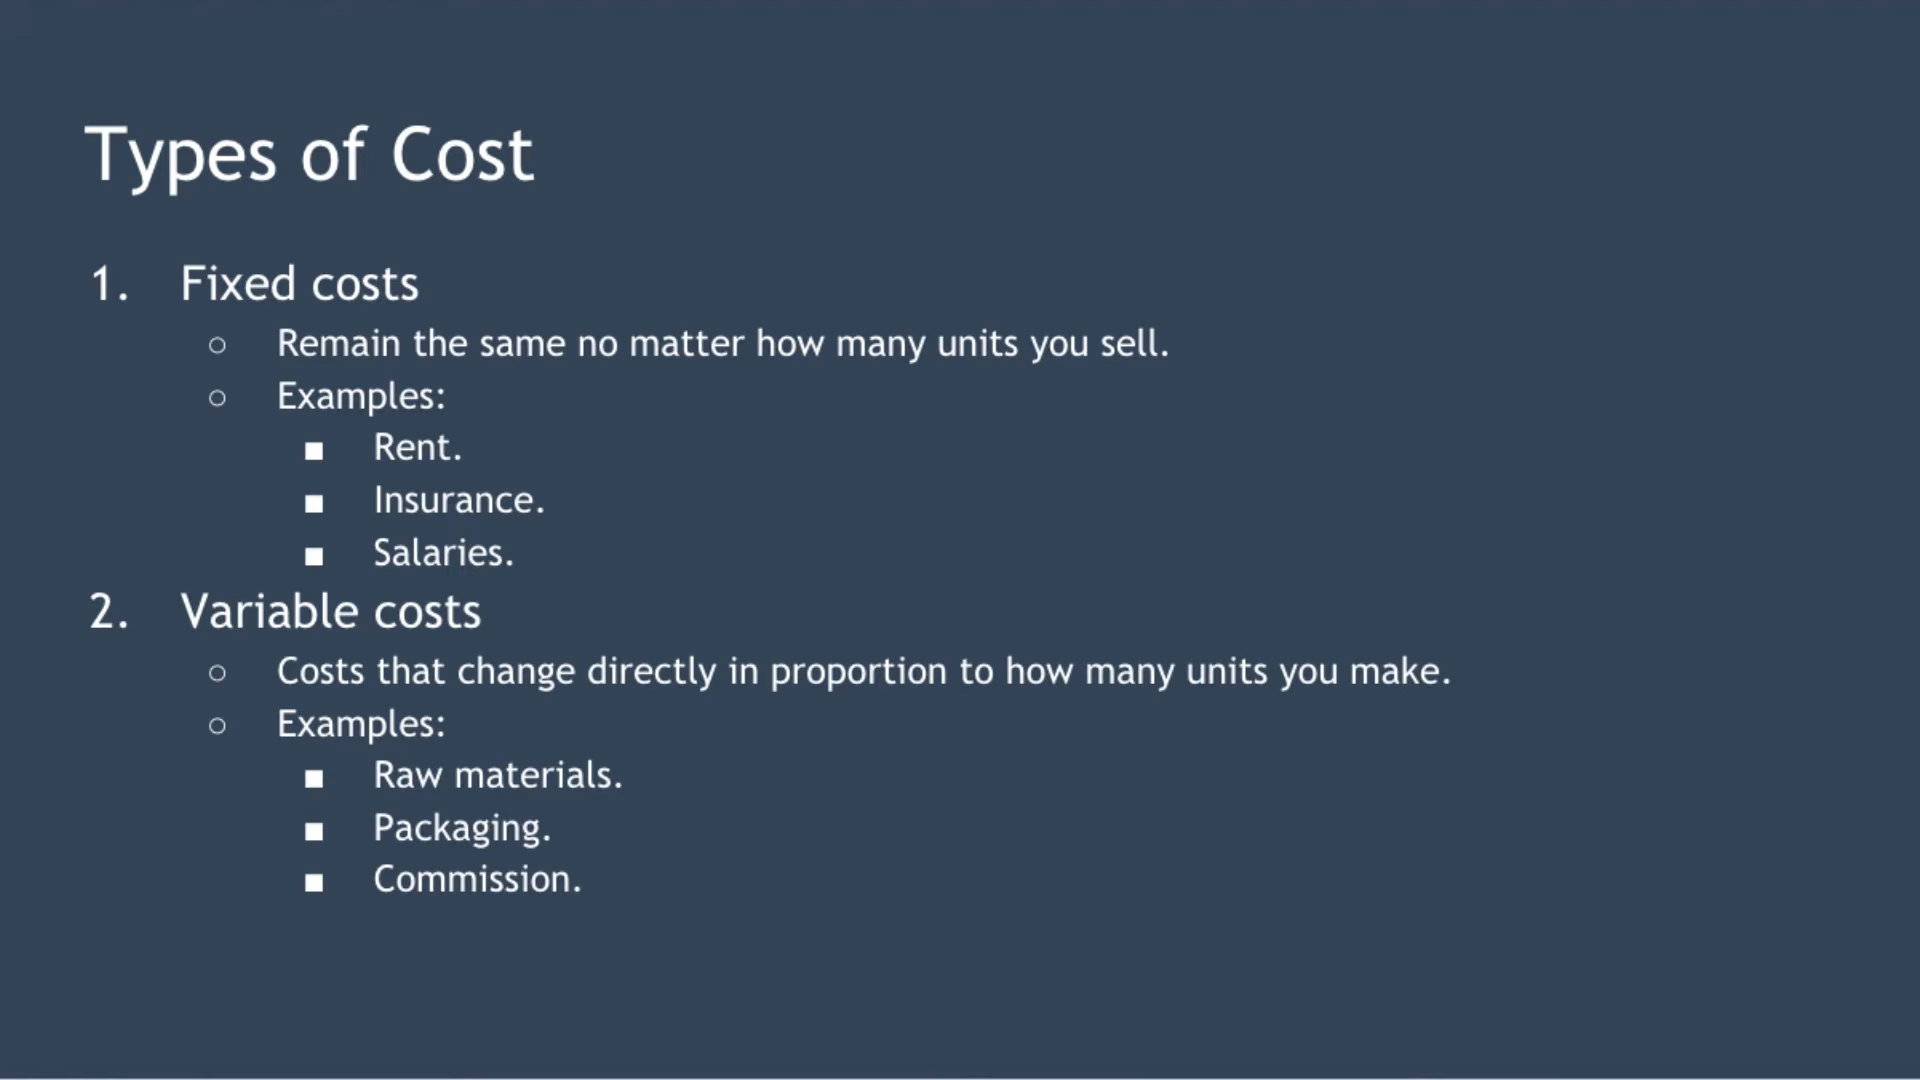 Types of Cost
1. Fixed costs
○ Remain the same no matter how many units you sell.
○ Examples:
■ Rent.
■ Insurance.
■ Salaries.
2. Variable costs
○ Costs that change directly in proportion to how many units you make.
○ Examples:
■ Raw materials.
■ Packaging.
■ Commission.